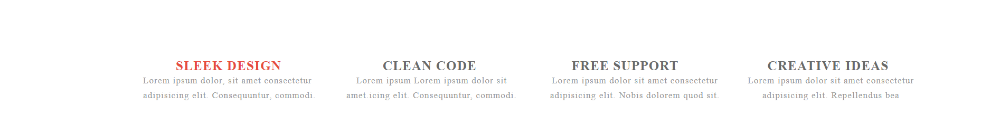 SLEEK DESIGN
Lorem ipsum dolor, sit amet consectetur
adipisicing elit. Consequuntur, commodi.
CLEAN CODE
Lorem ipsum Lorem ipsum dolor sit
amet.icing elit. Consequuntur, commodi.
FREE SUPPORT
Lorem ipsum dolor sit amet consectetur
adipisicing elit. Nobis dolorem quod sit.
CREATIVE IDEAS
Lorem ipsum dolor sit amet consectetur
adipisicing elit. Repellendus bea